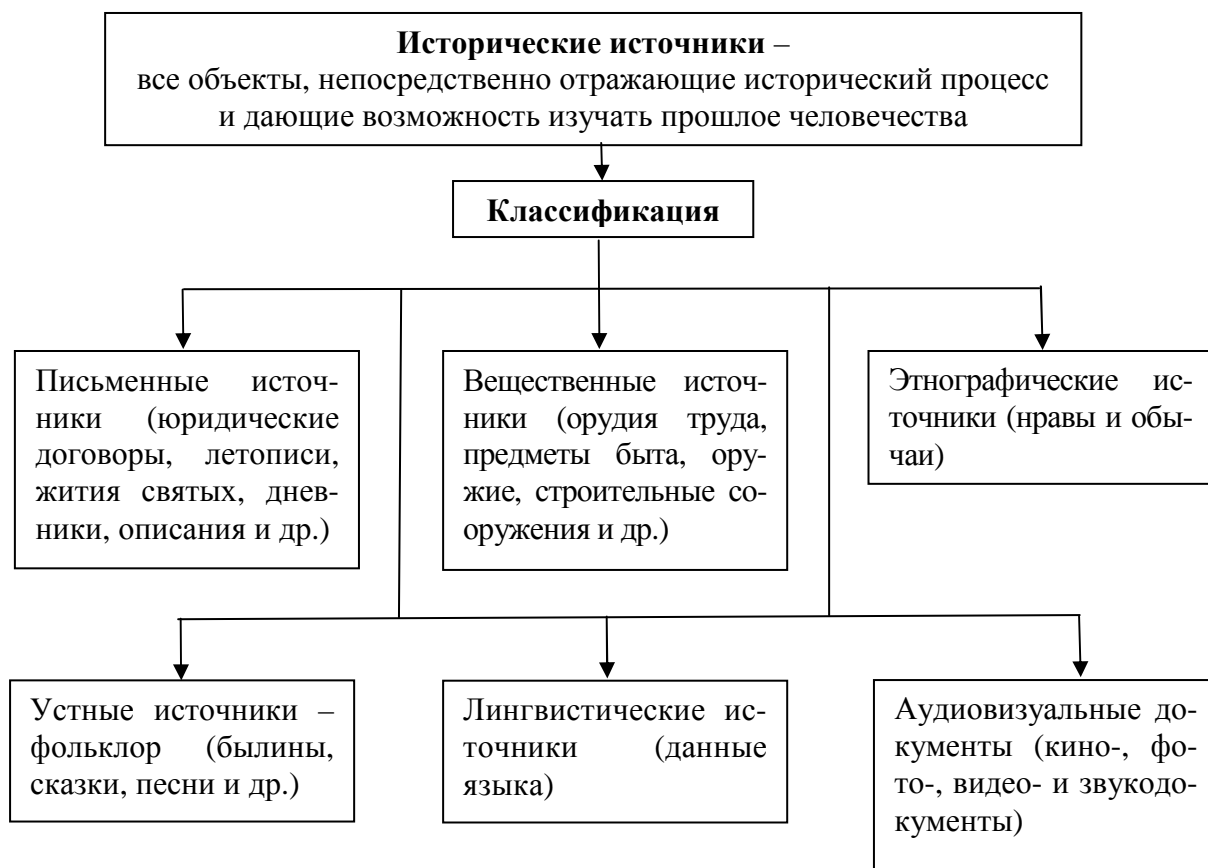 Исторические источники –
все объекты, непосредственно отражающие исторический процесс
и дающие возможность изучать прошлое человечества
Классификация
Письменные источ-
ники (юридические
договоры, летописи,
жития святых, днев-
ники, описания и др.)
Вещественные источ-
ники (орудия труда,
предметы быта, ору-
жие, строительные со-
оружения и др.)
Этнографические ис-
точники (нравы и обы-
чаи)
Устные источники –
фольклор (былины,
сказки, песни и др.)
Лингвистические ис-
точники (данные
языка)
Аудиовизуальные до-
кументы (кино-, фо-
то-, видео- и звукодо-
кументы)